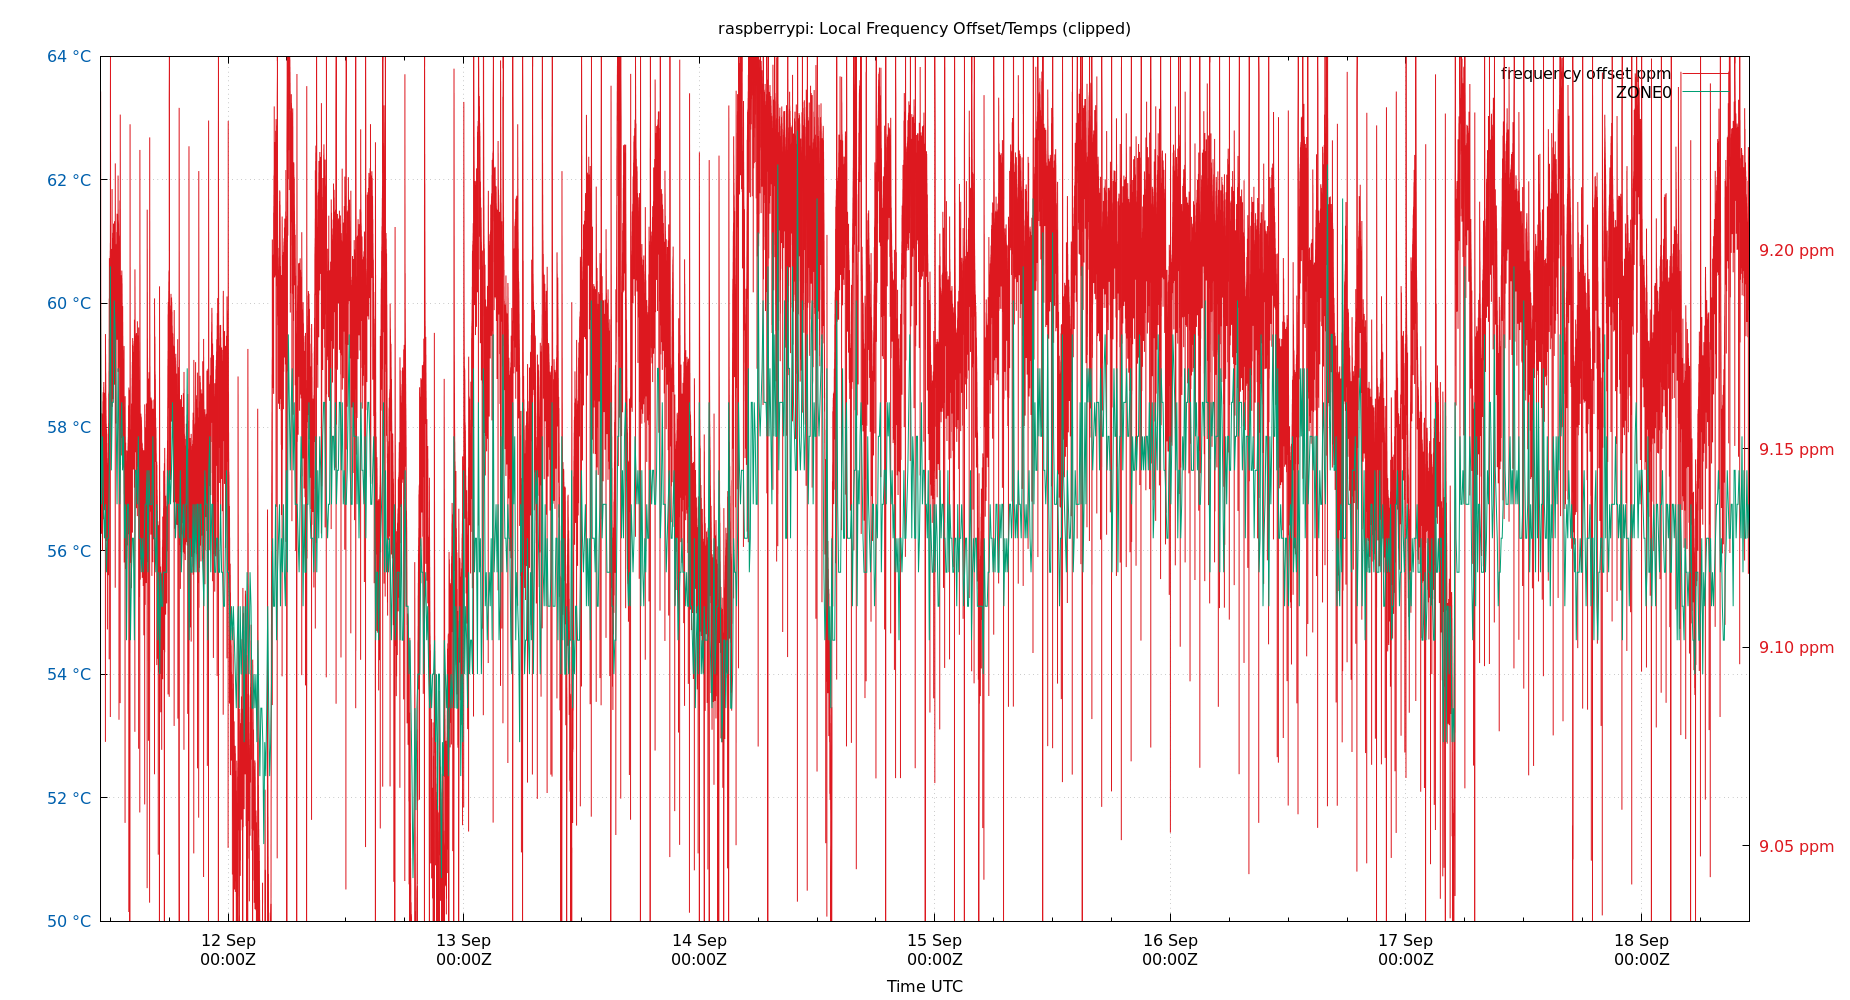 raspberrypi: Local Frequency Offset/Temps (clipped)
64 °C
62 °C
60 °C
58 °C
56 °C
54 °C
52 °C
50 °C
frequency offset ppm
ZONE0
9.20 ppm
9.15 ppm
9.10 ppm
9.05 ppm
12 Sep
00:00Z
13 Sep
00:00Z
14 Sep
00:00Z
15 Sep
00:00Z
16 Sep
00:00Z
17 Sep
00:00Z
18 Sep
00:00Z
Time UTC